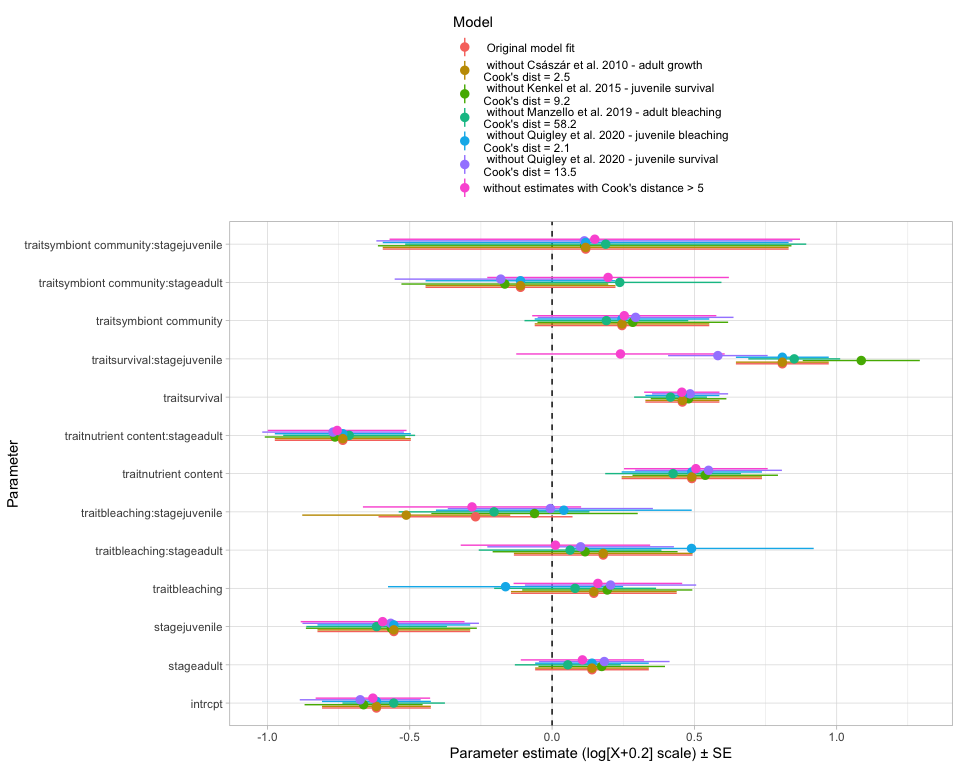 Model
Original model fit
without Császár et al. 2010 - adult growth
Cook's dist = 2.5
without Kenkel et al. 2015 - juvenile survival
Cook's dist = 9.2
without Manzello et al. 2019 - adult bleaching
Cook's dist = 58.2
without Quigley et al. 2020 - juvenile bleaching
Cook's dist = 2.1
without Quigley et al. 2020 - juvenile survival
Cook's dist = 13.5
without estimates with Cook's distance > 5
Parameter
traitsymbiont community:stagejuvenile
traitsymbiont community:stageadult
traitsymbiont community
traitsurvival:stagejuvenile
traitsurvival
traitnutrient content:stageadult
traitnutrient content
traitbleaching:stagejuvenile
traitbleaching:stageadult
traitbleaching
stagejuvenile
stageadult
intrcpt
-1.0 -0.5 0.0 0.5 1.0
Parameter estimate (log[X+0.2] scale) ± SE